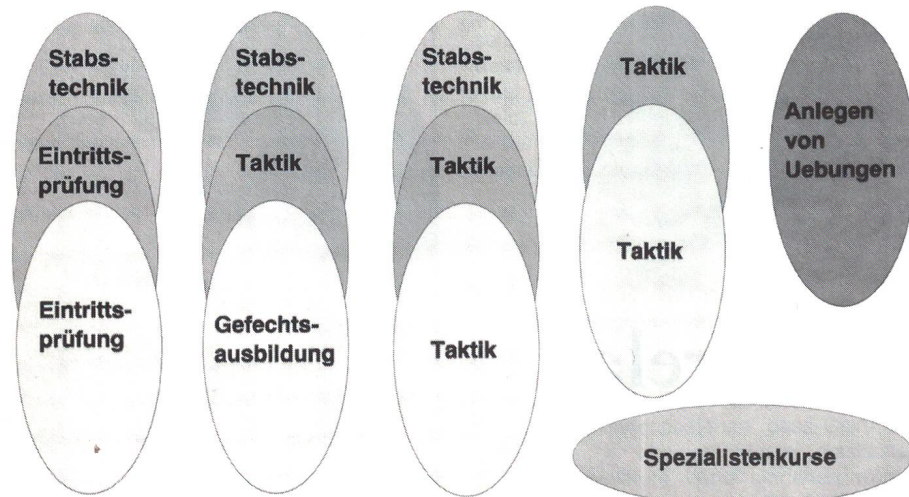 Stabs-
technik
Eintritts-
prüfung
Eintritts-
prüfung
Stabs-
technik
Taktik
Gefechts-
ausbildung
Stabs-
technik
Taktik
Taktik
Taktik
Taktik
Anlegen
von
Uebungen
Spezialistenkurse